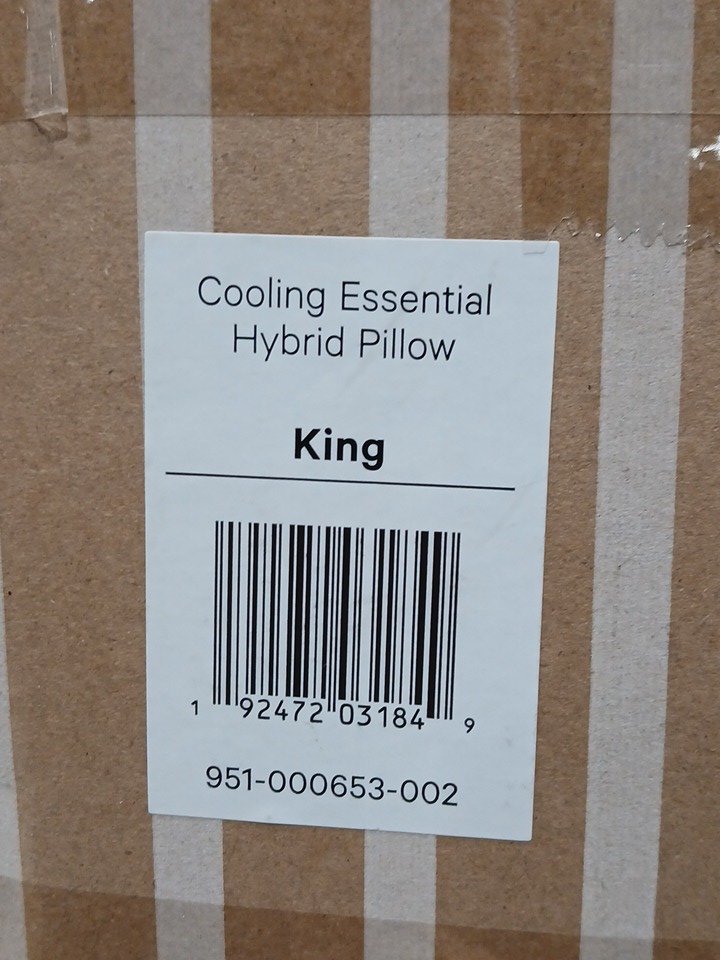 Cooling Essential
Hybrid Pillow
King
1 92472 03184 9
951-000653-002